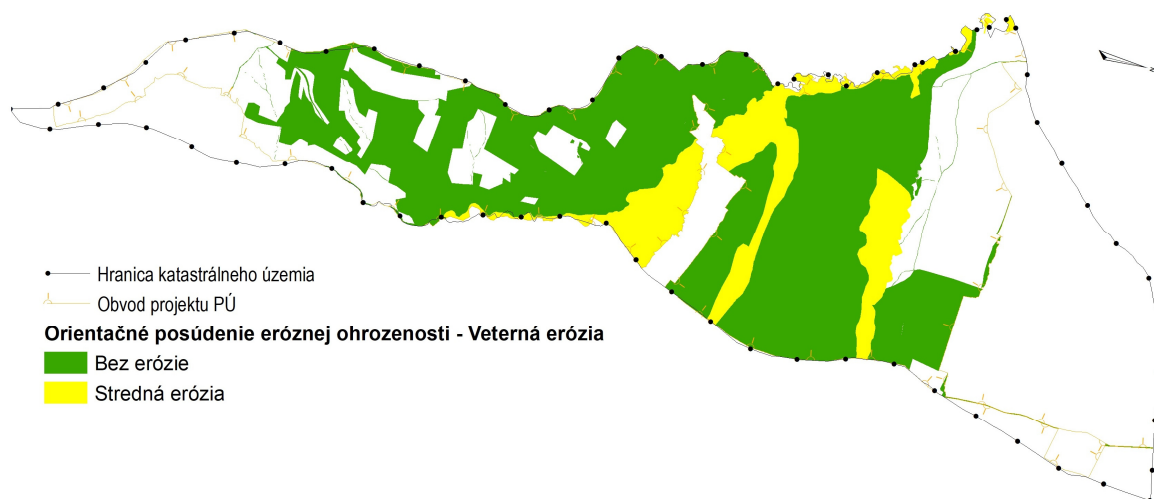 Hranica katastrálneho územia
Obvod projektu PÚ
Orientačné posúdenie eróznej ohrozenosti - Veterná erózia
Bez erózie
Stredná erózia